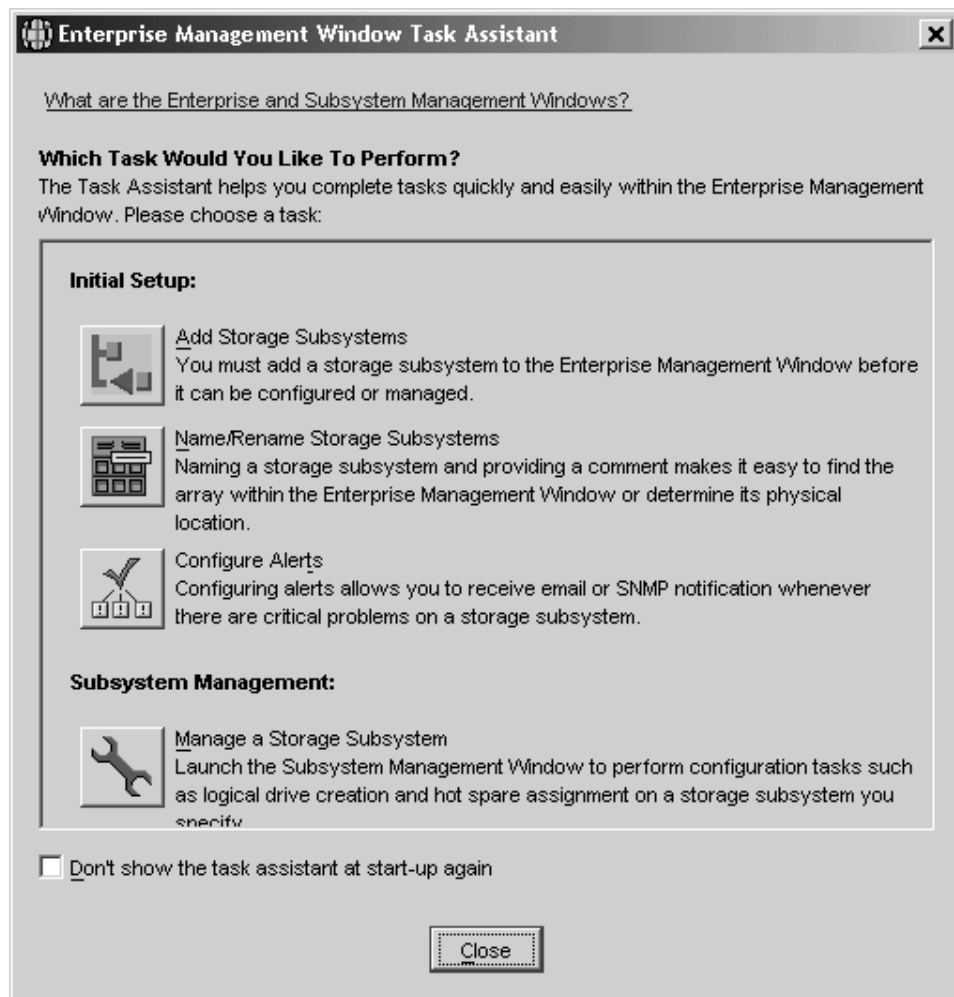 Enterprise Management Window Task Assistant
What are the Enterprise and Subsystem Management Windows?
Which Task Would You Like To Perform?
The Task Assistant helps you complete tasks quickly and easily within the Enterprise Management
Window. Please choose a task:
Initial Setup:
Add Storage Subsystems
You must add a storage subsystem to the Enterprise Management Window before
it can be configured or managed.
Name/Rename Storage Subsystems
Naming a storage subsystem and providing a comment makes it easy to find the
array within the Enterprise Management Window or determine its physical
location.
Configure Alerts
Configuring alerts allows you to receive email or SNMP notification whenever
there are critical problems on a storage subsystem.
Subsystem Management:
Manage a Storage Subsystem
Launch the Subsystem Management Window to perform configuration tasks such
as logical drive creation and hot spare assignment on a storage subsystem you
specify.
Don't show the task assistant at start-up again
Close